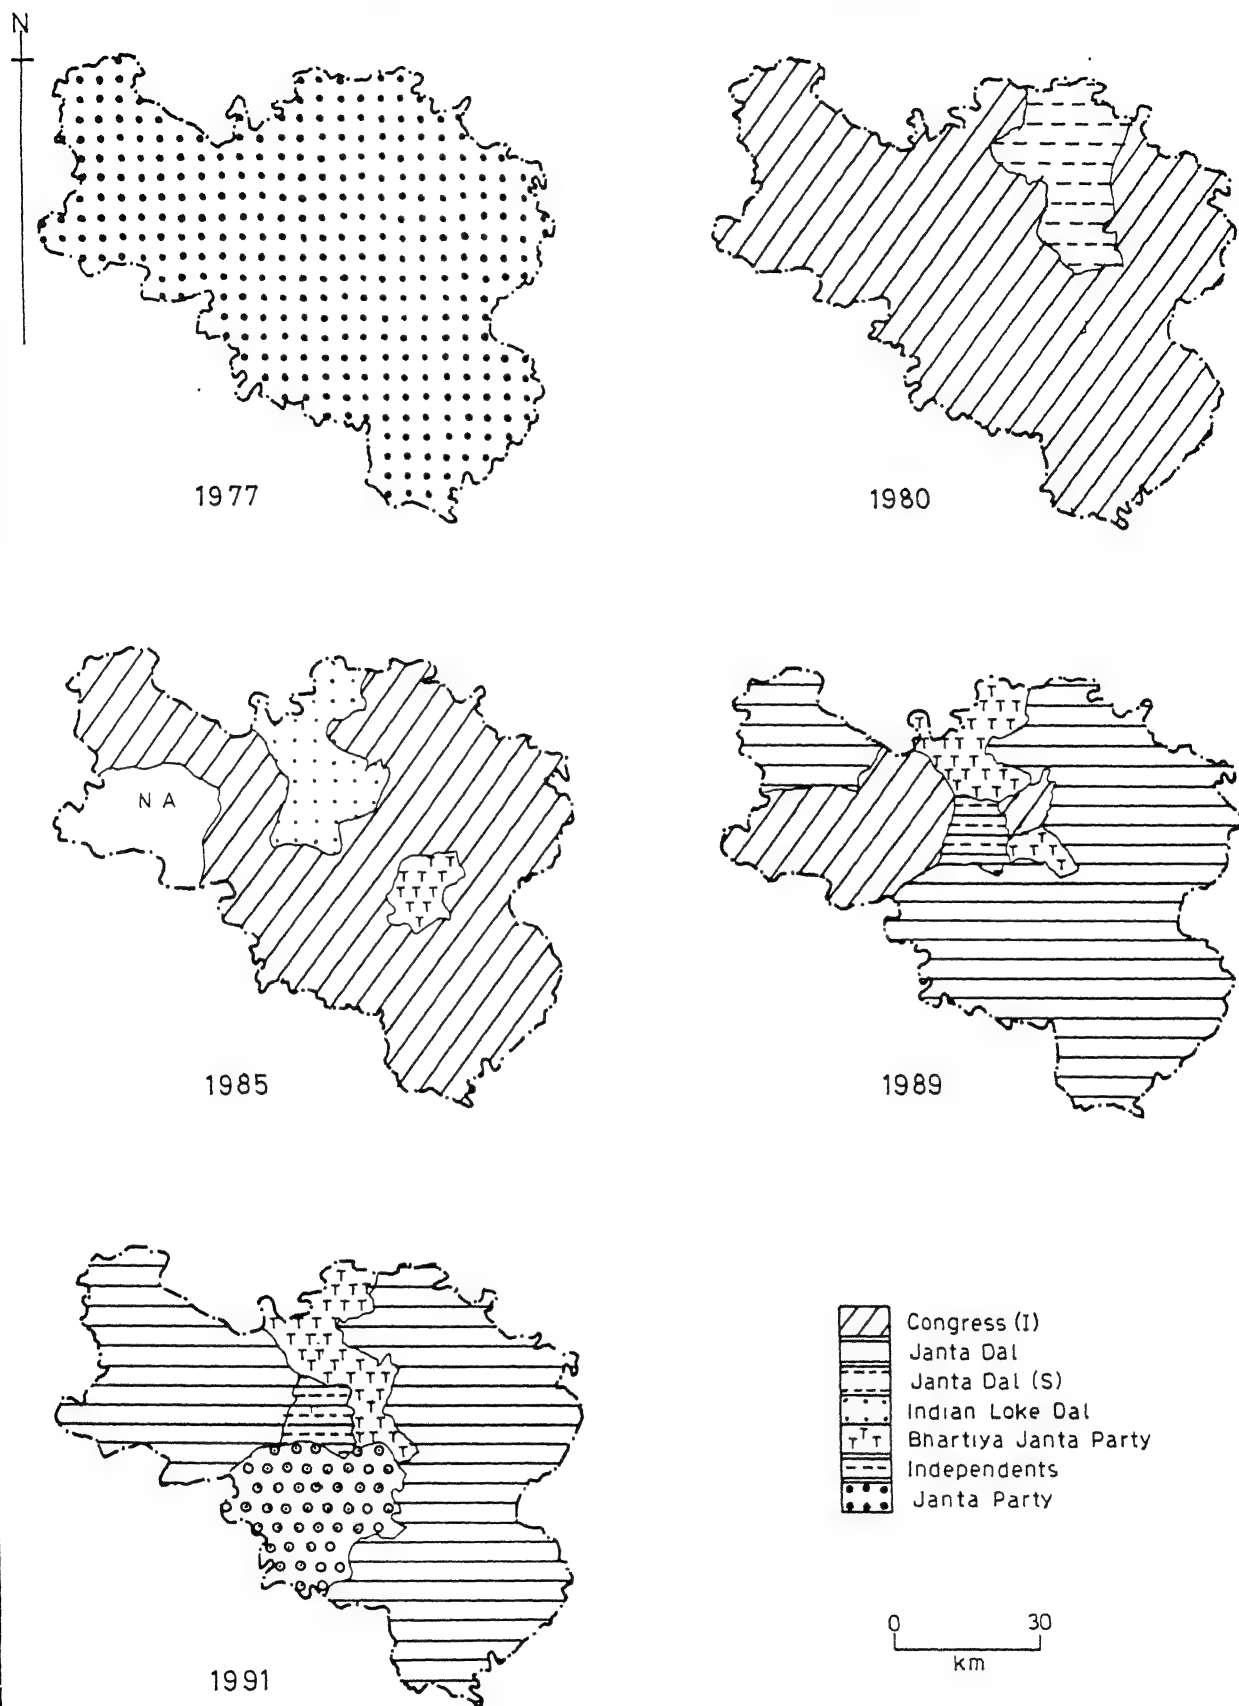 N
1977
1980
N A
1985
1989
1991
Congress (I)
Janta Dal
Janta Dal (S)
Indian Loke Dal
Bhartiya Janta Party
Independents
Janta Party
0 30
km